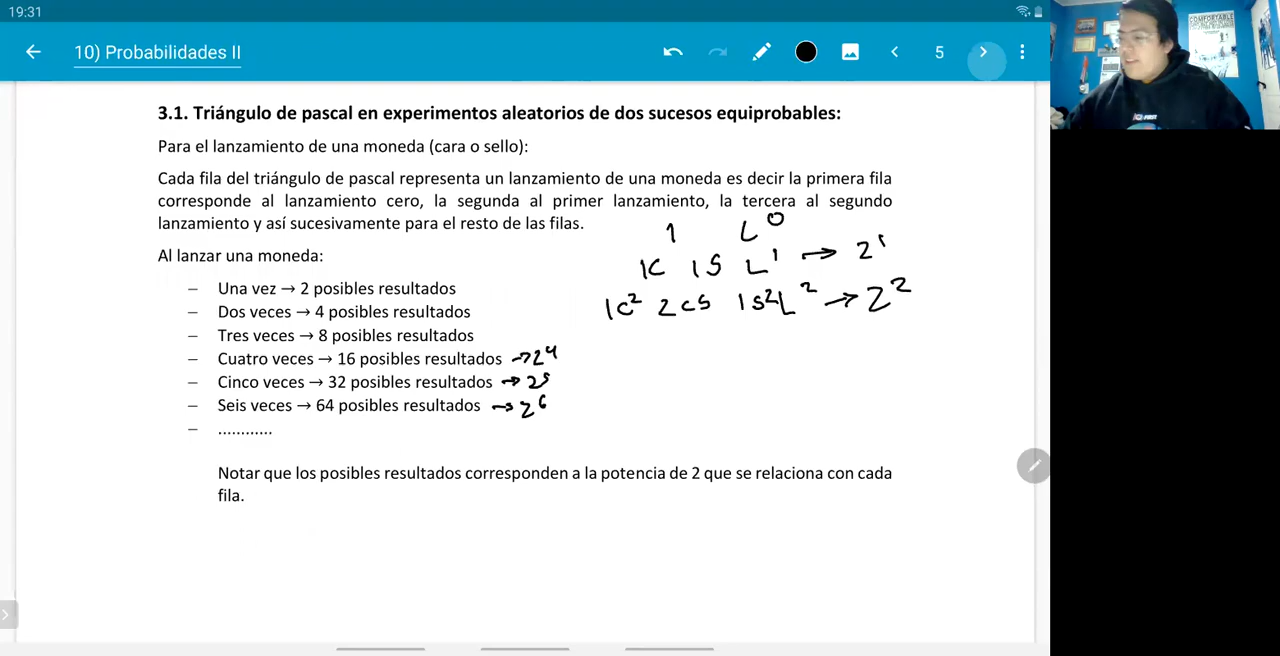 19:31
10) Probabilidades II
5
3.1. Triángulo de pascal en experimentos aleatorios de dos sucesos equiprobables:
Para el lanzamiento de una moneda (cara o sello):
Cada fila del triángulo de pascal representa un lanzamiento de una moneda es decir la primera fila
corresponde al lanzamiento cero, la segunda al primer lanzamiento, la tercera al segundo
lanzamiento y así sucesivamente para el resto de las filas.
1 L⁰
Al lanzar una moneda:
1C 1S L¹ → 2¹
− Una vez → 2 posibles resultados
1C² 2CS 1S² L² → 2²
− Dos veces → 4 posibles resultados
− Tres veces → 8 posibles resultados
− Cuatro veces → 16 posibles resultados → 2⁴
− Cinco veces → 32 posibles resultados → 2⁵
− Seis veces → 64 posibles resultados → 2⁶
− ............
Notar que los posibles resultados corresponden a la potencia de 2 que se relaciona con cada
fila.
COMFORTABLE